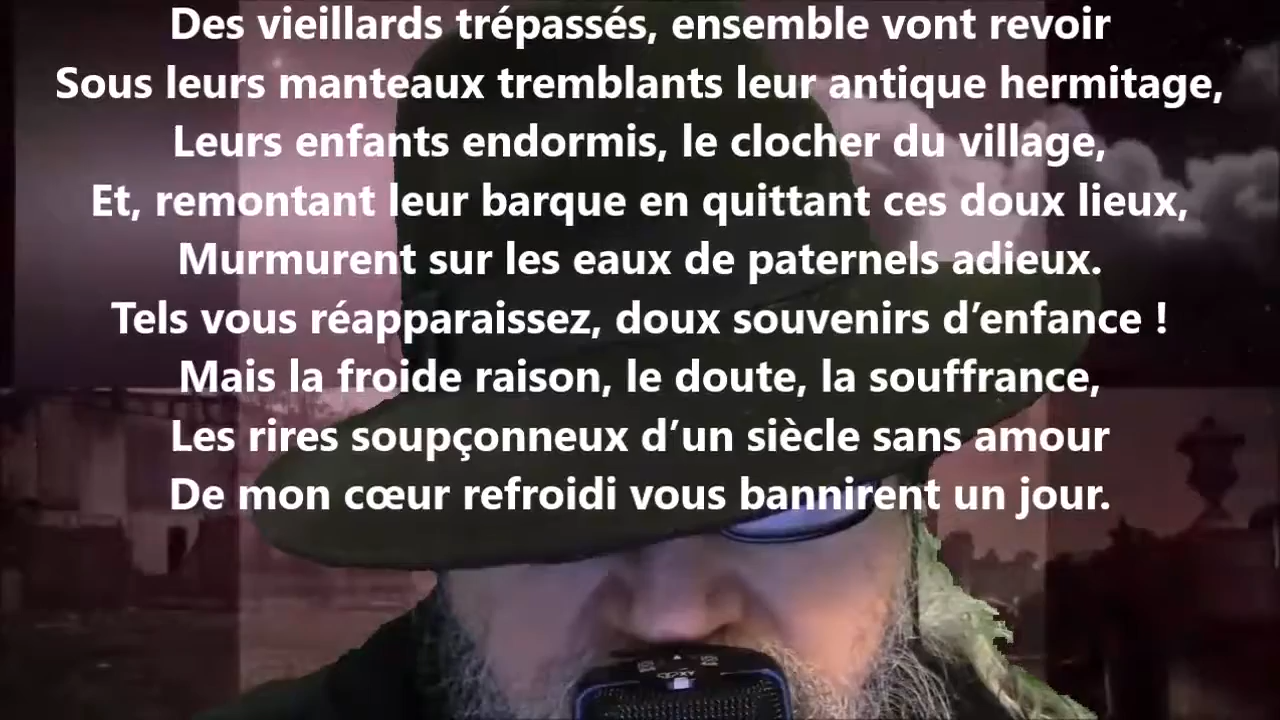 Des vieillards trépassés, ensemble vont revoir
Sous leurs manteaux tremblants leur antique hermitage,
Leurs enfants endormis, le clocher du village,
Et, remontant leur barque en quittant ces doux lieux,
Murmurent sur les eaux de paternels adieux.
Tels vous réapparaissez, doux souvenirs d’enfance !
Mais la froide raison, le doute, la souffrance,
Les rires soupçonneux d’un siècle sans amour
De mon cœur refroidi vous bannirent un jour.